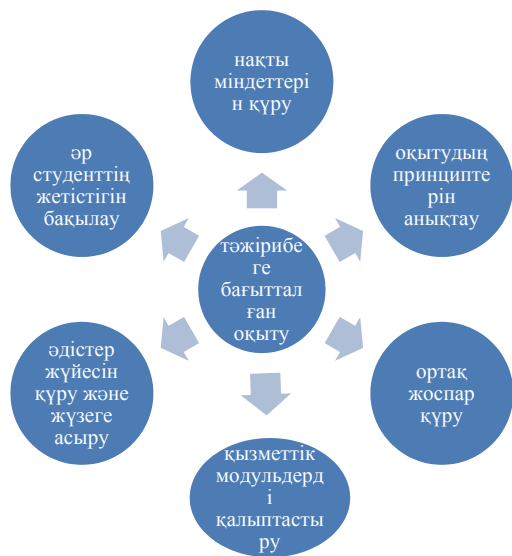 нақты
міндеттері
н құру
әр
студенттің
жетістігін
бақылау
оқытудың
принципте
рін
анықтау
тәжірибе
ге
бағыттал
ған
оқыту
әдістер
жүйесін
құру және
жүзеге
асыру
ортақ
жоспар
құру
қызметтік
модульдерд
і
қалыптасты
ру